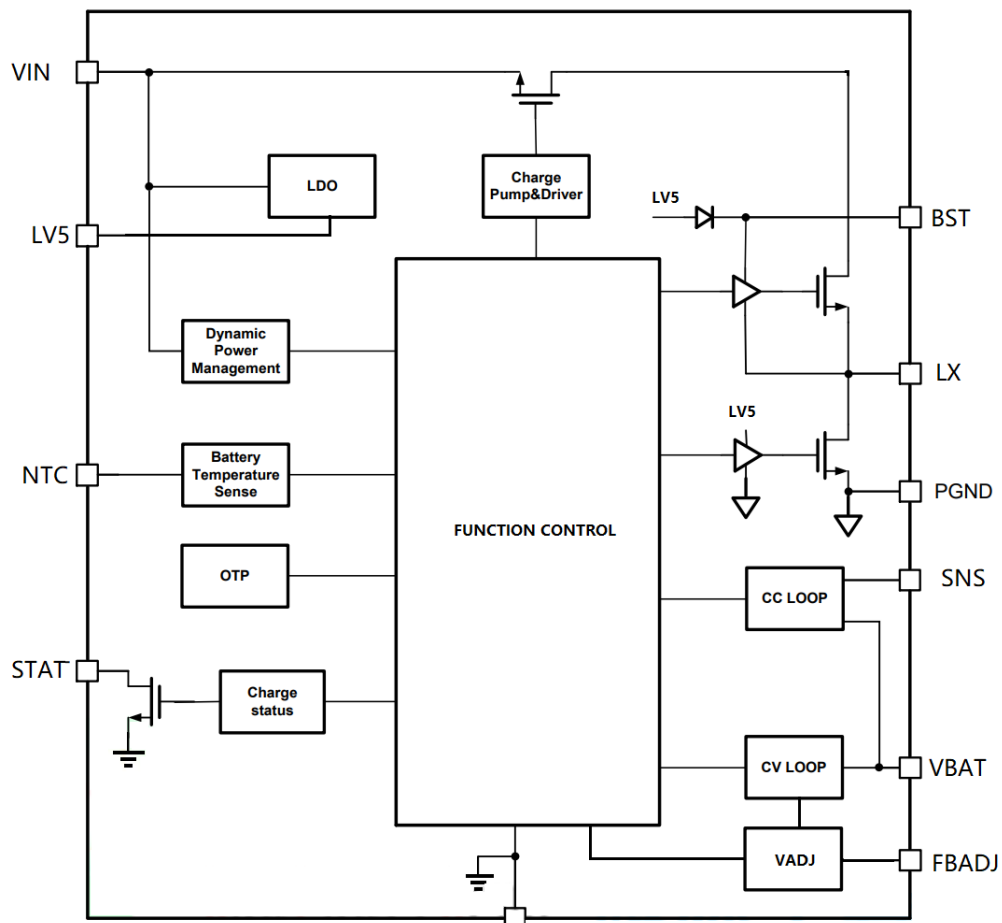 VIN
LDO
Charge
Pump&Driver
LV5
BST
LV5
Dynamic
Power
Management
LX
LV5
NTC
Battery
Temperature
Sense
PGND
FUNCTION CONTROL
OTP
SNS
CC LOOP
STAT
Charge
status
CV LOOP
VBAT
VADJ
FBADJ